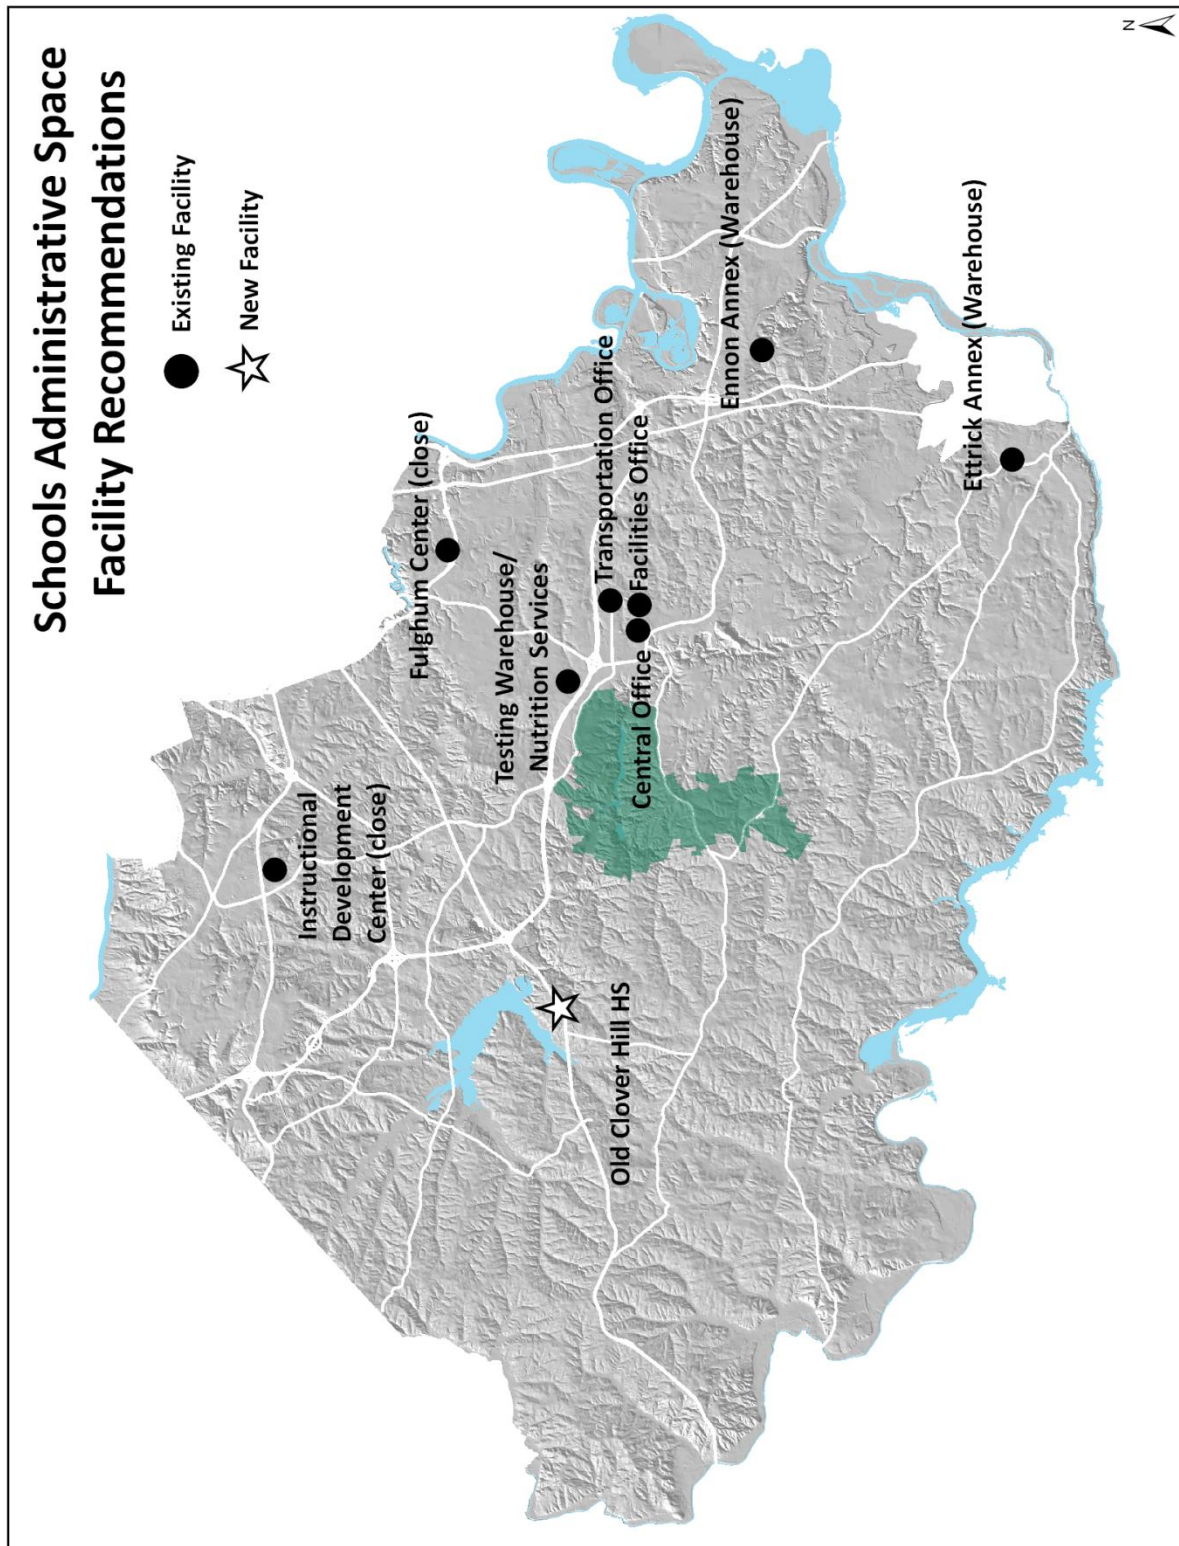 Schools Administrative Space
Facility Recommendations
Existing Facility
New Facility
N
Fulghum Center (close)
Instructional
Development
Center (close)
Testing Warehouse/
Nutrition Services
Transportation Office
Facilities Office
Central Office
Ennon Annex (Warehouse)
Old Clover Hill HS
Ettrick Annex (Warehouse)